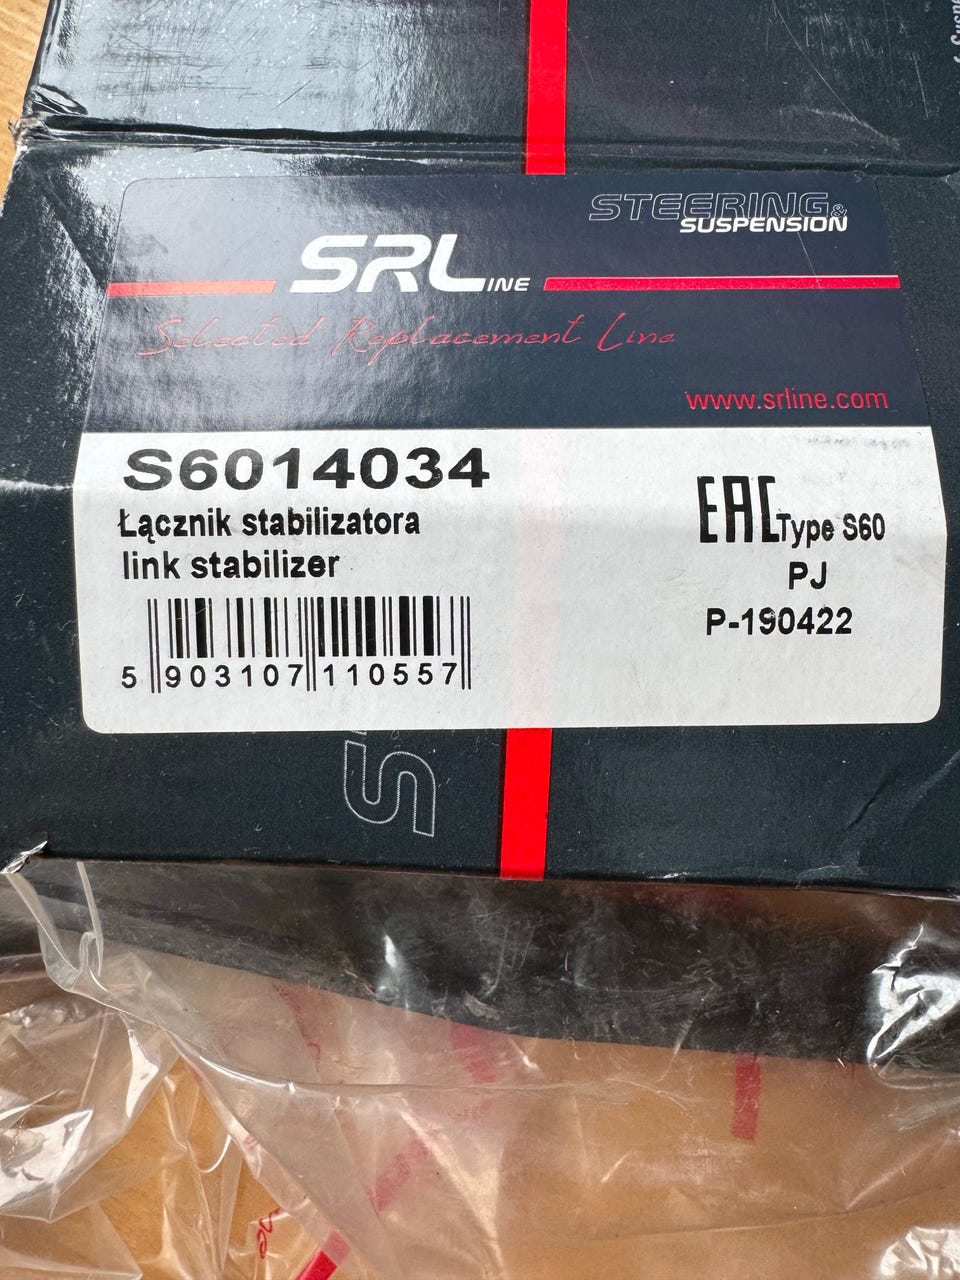 STEERING &
SUSPENSION
SRLINE
Selected Replacement Line
www.srline.com
S6014034
Łącznik stabilizatora
link stabilizer
EAC Type S60
PJ
P-190422
5 903107 110557